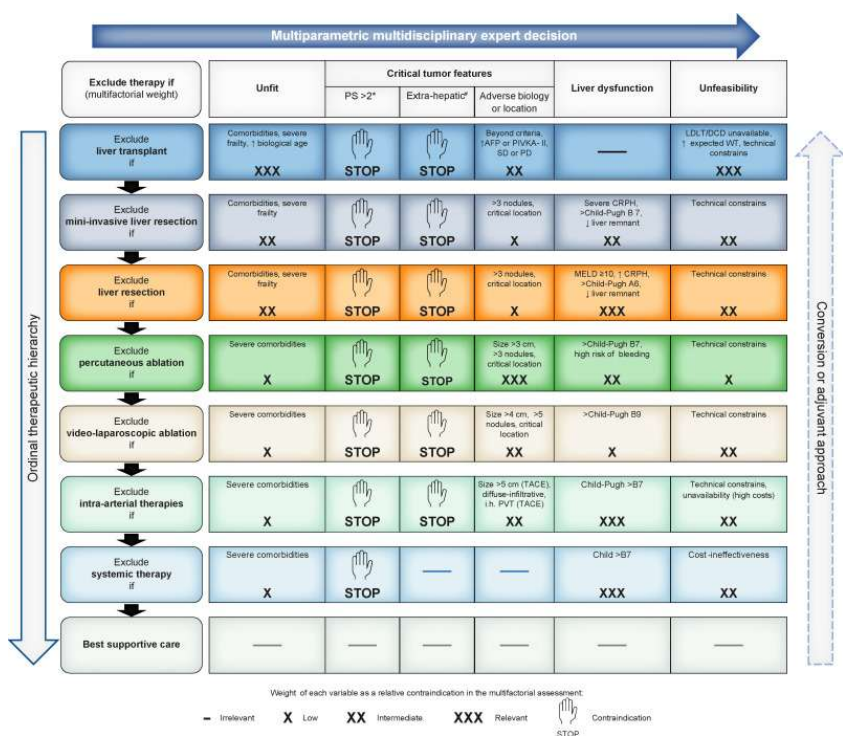 Multiparametric multidisciplinary expert decision
Exclude therapy if
(multifactorial weight)
Unfit
Critical tumor features
PS >2*
Extra-hepatic#
Adverse biology
or location
Liver dysfunction
Unfeasibility
Ordinal therapeutic hierarchy
Conversion or adjuvant approach
Exclude
liver transplant
if
Comorbidities, severe
frailty, ↑ biological age
XXX
STOP
STOP
Beyond criteria,
↑AFP or PIVKA- II,
SD or PD
XX
—
LDLT/DCD unavailable,
↑ expected WT, technical
constrains
XXX
Exclude
mini-invasive liver resection
if
Comorbidities, severe
frailty
XX
STOP
STOP
>3 nodules,
critical location
X
Severe CRPH,
>Child-Pugh B 7,
↓ liver remnant
XX
Technical constrains
XX
Exclude
liver resection
if
Comorbidities, severe
frailty
XX
STOP
STOP
>3 nodules,
critical location
X
MELD ≥10, ↑ CRPH,
>Child-Pugh A6,
↓ liver remnant
XXX
Technical constrains
XX
Exclude
percutaneous ablation
if
Severe comorbidities
X
STOP
STOP
Size >3 cm,
>3 nodules,
critical location
XXX
>Child-Pugh B7,
high risk of bleeding
XX
Technical constrains
X
Exclude
video-laparoscopic ablation
if
Severe comorbidities
X
STOP
STOP
Size >4 cm, >5
nodules, critical
location
XX
>Child-Pugh B9
X
Technical constrains
XX
Exclude
intra-arterial therapies
if
Severe comorbidities
X
STOP
STOP
Size >5 cm (TACE),
diffuse-infiltrative,
i.h. PVT (TACE)
XX
Child-Pugh >B7
XXX
Technical constrains,
unavailability (high costs)
XX
Exclude
systemic therapy
if
Severe comorbidities
X
STOP
—
—
Child >B7
XXX
Cost -ineffectiveness
XX
Best supportive care
—
—
—
—
—
—
Weight of each variable as a relative contraindication in the multifactorial assessment:
– Irrelevant X Low XX Intermediate XXX Relevant STOP Contraindication